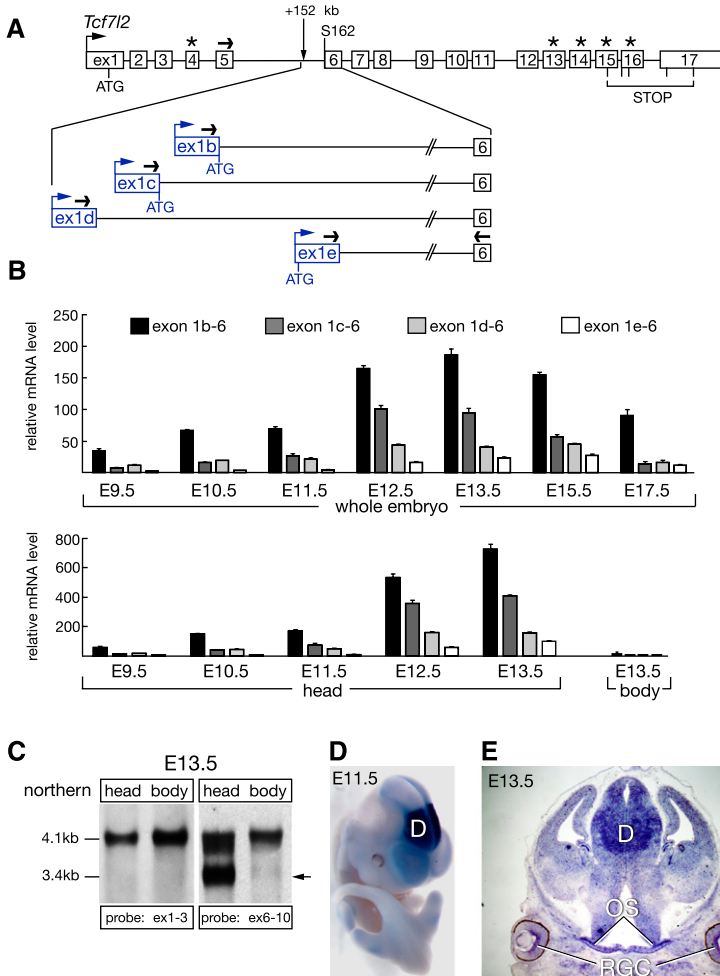 A
Tcf7l2
+152 kb
S162
* → * * * *
ex1 2 3 4 5 6 7 8 9 10 11 12 13 14 15 16 17
ATG
STOP
ex1b 6
ATG
ex1c 6
ATG
ex1d 6
ex1e 6
ATG
B
relative mRNA level
250
200
150
100
50
exon 1b-6 exon 1c-6 exon 1d-6 exon 1e-6
E9.5 E10.5 E11.5 E12.5 E13.5 E15.5 E17.5
whole embryo
relative mRNA level
800
600
400
200
E9.5 E10.5 E11.5 E12.5 E13.5 E13.5
head body
C
E13.5
northern head body head body
4.1kb
3.4kb
probe: ex1-3 probe: ex6-10
D
E11.5
D
E
E13.5
D
OS
RGC